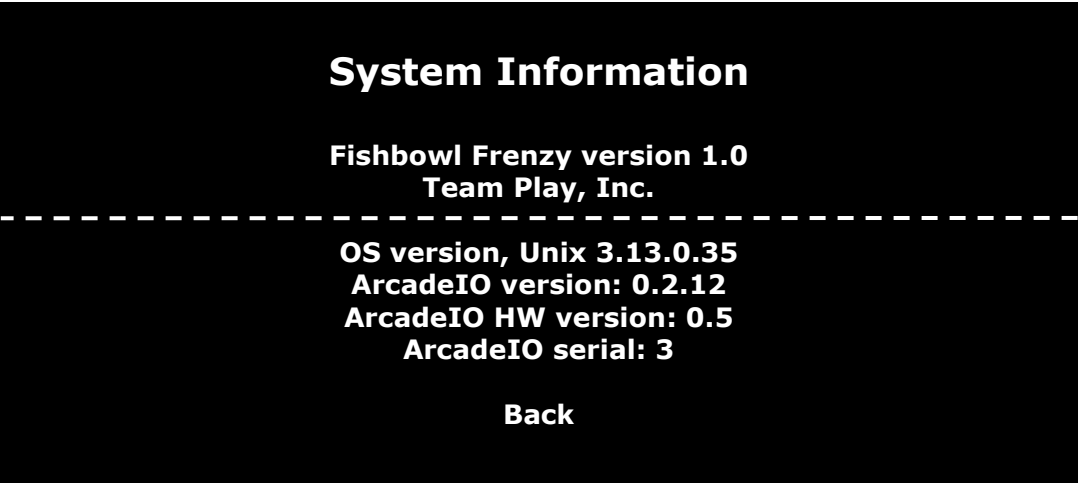 System Information
Fishbowl Frenzy version 1.0
Team Play, Inc.
OS version, Unix 3.13.0.35
ArcadeIO version: 0.2.12
ArcadeIO HW version: 0.5
ArcadeIO serial: 3
Back